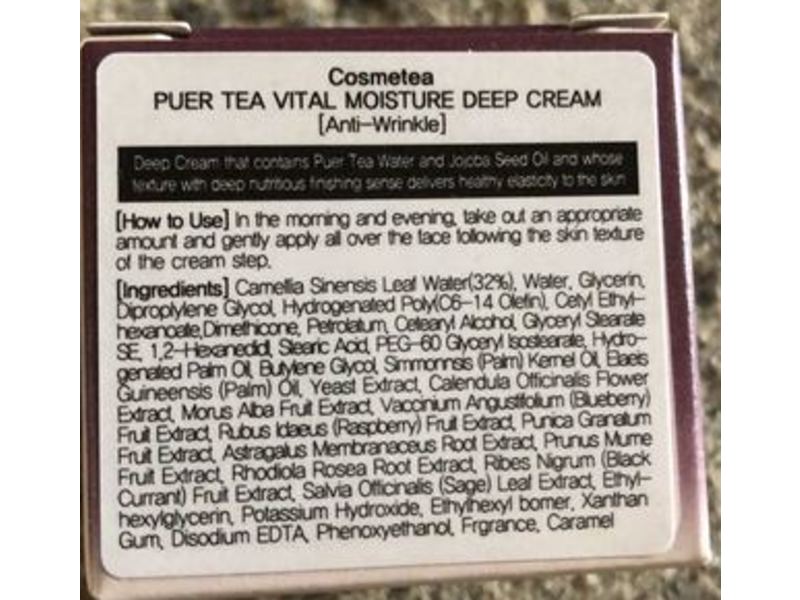 Cosmetea
PUER TEA VITAL MOISTURE DEEP CREAM
[Anti-Wrinkle]
Deep Cream that contains Puer Tea Water and Jojoba Seed Oil and whose
texture with deep nutritious finishing sense delivers healthy elasticity to the skin
[How to Use] In the morning and evening, take out an appropriate
amount and gently apply all over the face following the skin texture
of the cream step.
[Ingredients] Camellia Sinensis Leaf Water(32%), Water, Glycerin,
Diproplylene Glycol, Hydrogenated Poly(C6-14 Olefin), Cetyl Ethyl-
hexanoate,Dimethicone, Petrolatum, Cetearyl Alcohol, Glyceryl Stearate
SE, 1,2-Hexanediol, Stearic Acid, PEG-60 Glyceryl Isostearate, Hydro-
genated Palm Oil, Butylene Glycol, Simmonnsis (Palm) Kernel Oil, Elaeis
Guineensis (Palm) Oil, Yeast Extract, Calendula Officinalis Flower
Extract, Morus Alba Fruit Extract, Vaccinium Angustifolium (Blueberry)
Fruit Extract, Rubus Idaeus (Raspberry) Fruit Extract, Punica Granatum
Fruit Extract, Astragalus Membranaceus Root Extract, Prunus Mume
Fruit Extract, Rhodiola Rosea Root Extract, Ribes Nigrum (Black
Currant) Fruit Extract, Salvia Officinalis (Sage) Leaf Extract, Ethyl-
hexylglycerin, Potassium Hydroxide, Ethylhexyl bomer, Xanthan
Gum, Disodium EDTA, Phenoxyethanol, Frgrance, Caramel